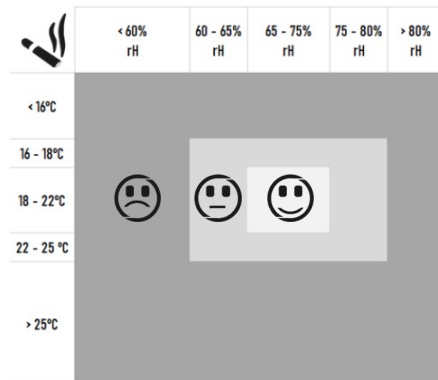 < 60% 60 - 65% 65 - 75% 75 - 80% > 80%
rH rH rH rH rH
< 16°C
16 - 18°C
18 - 22°C
22 - 25 °C
> 25°C